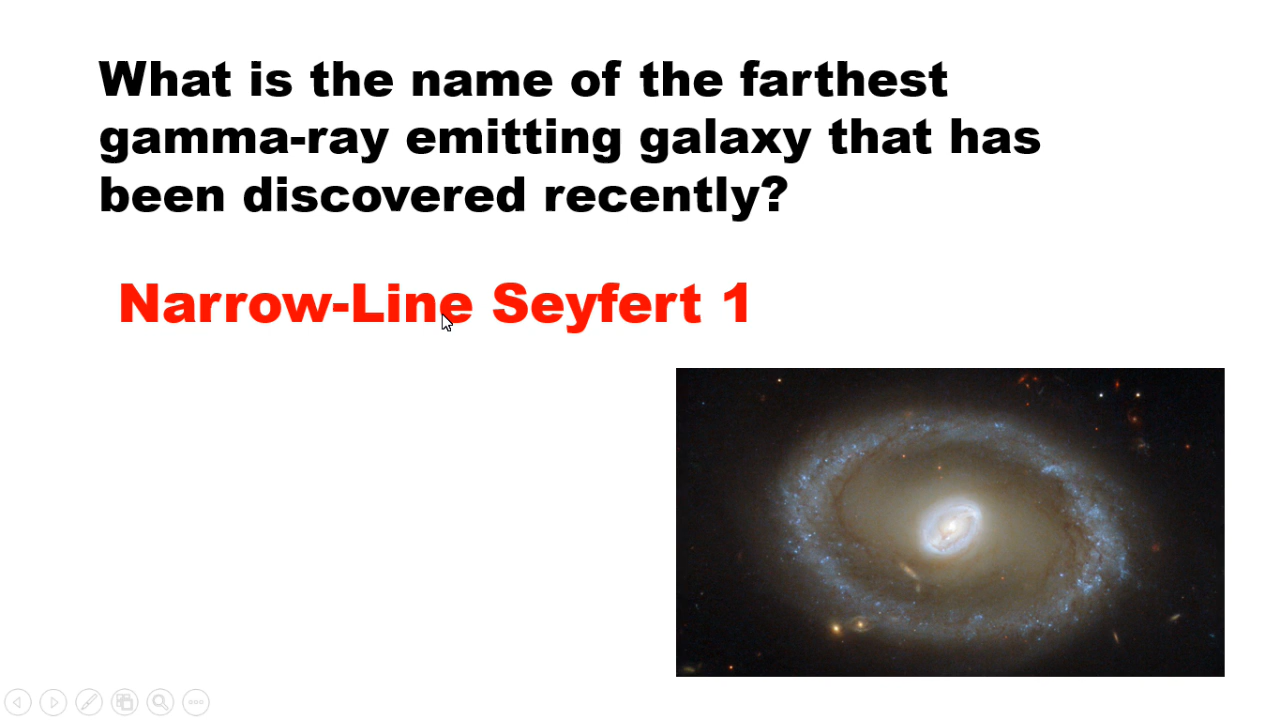 What is the name of the farthest
gamma-ray emitting galaxy that has
been discovered recently?
Narrow-Line Seyfert 1